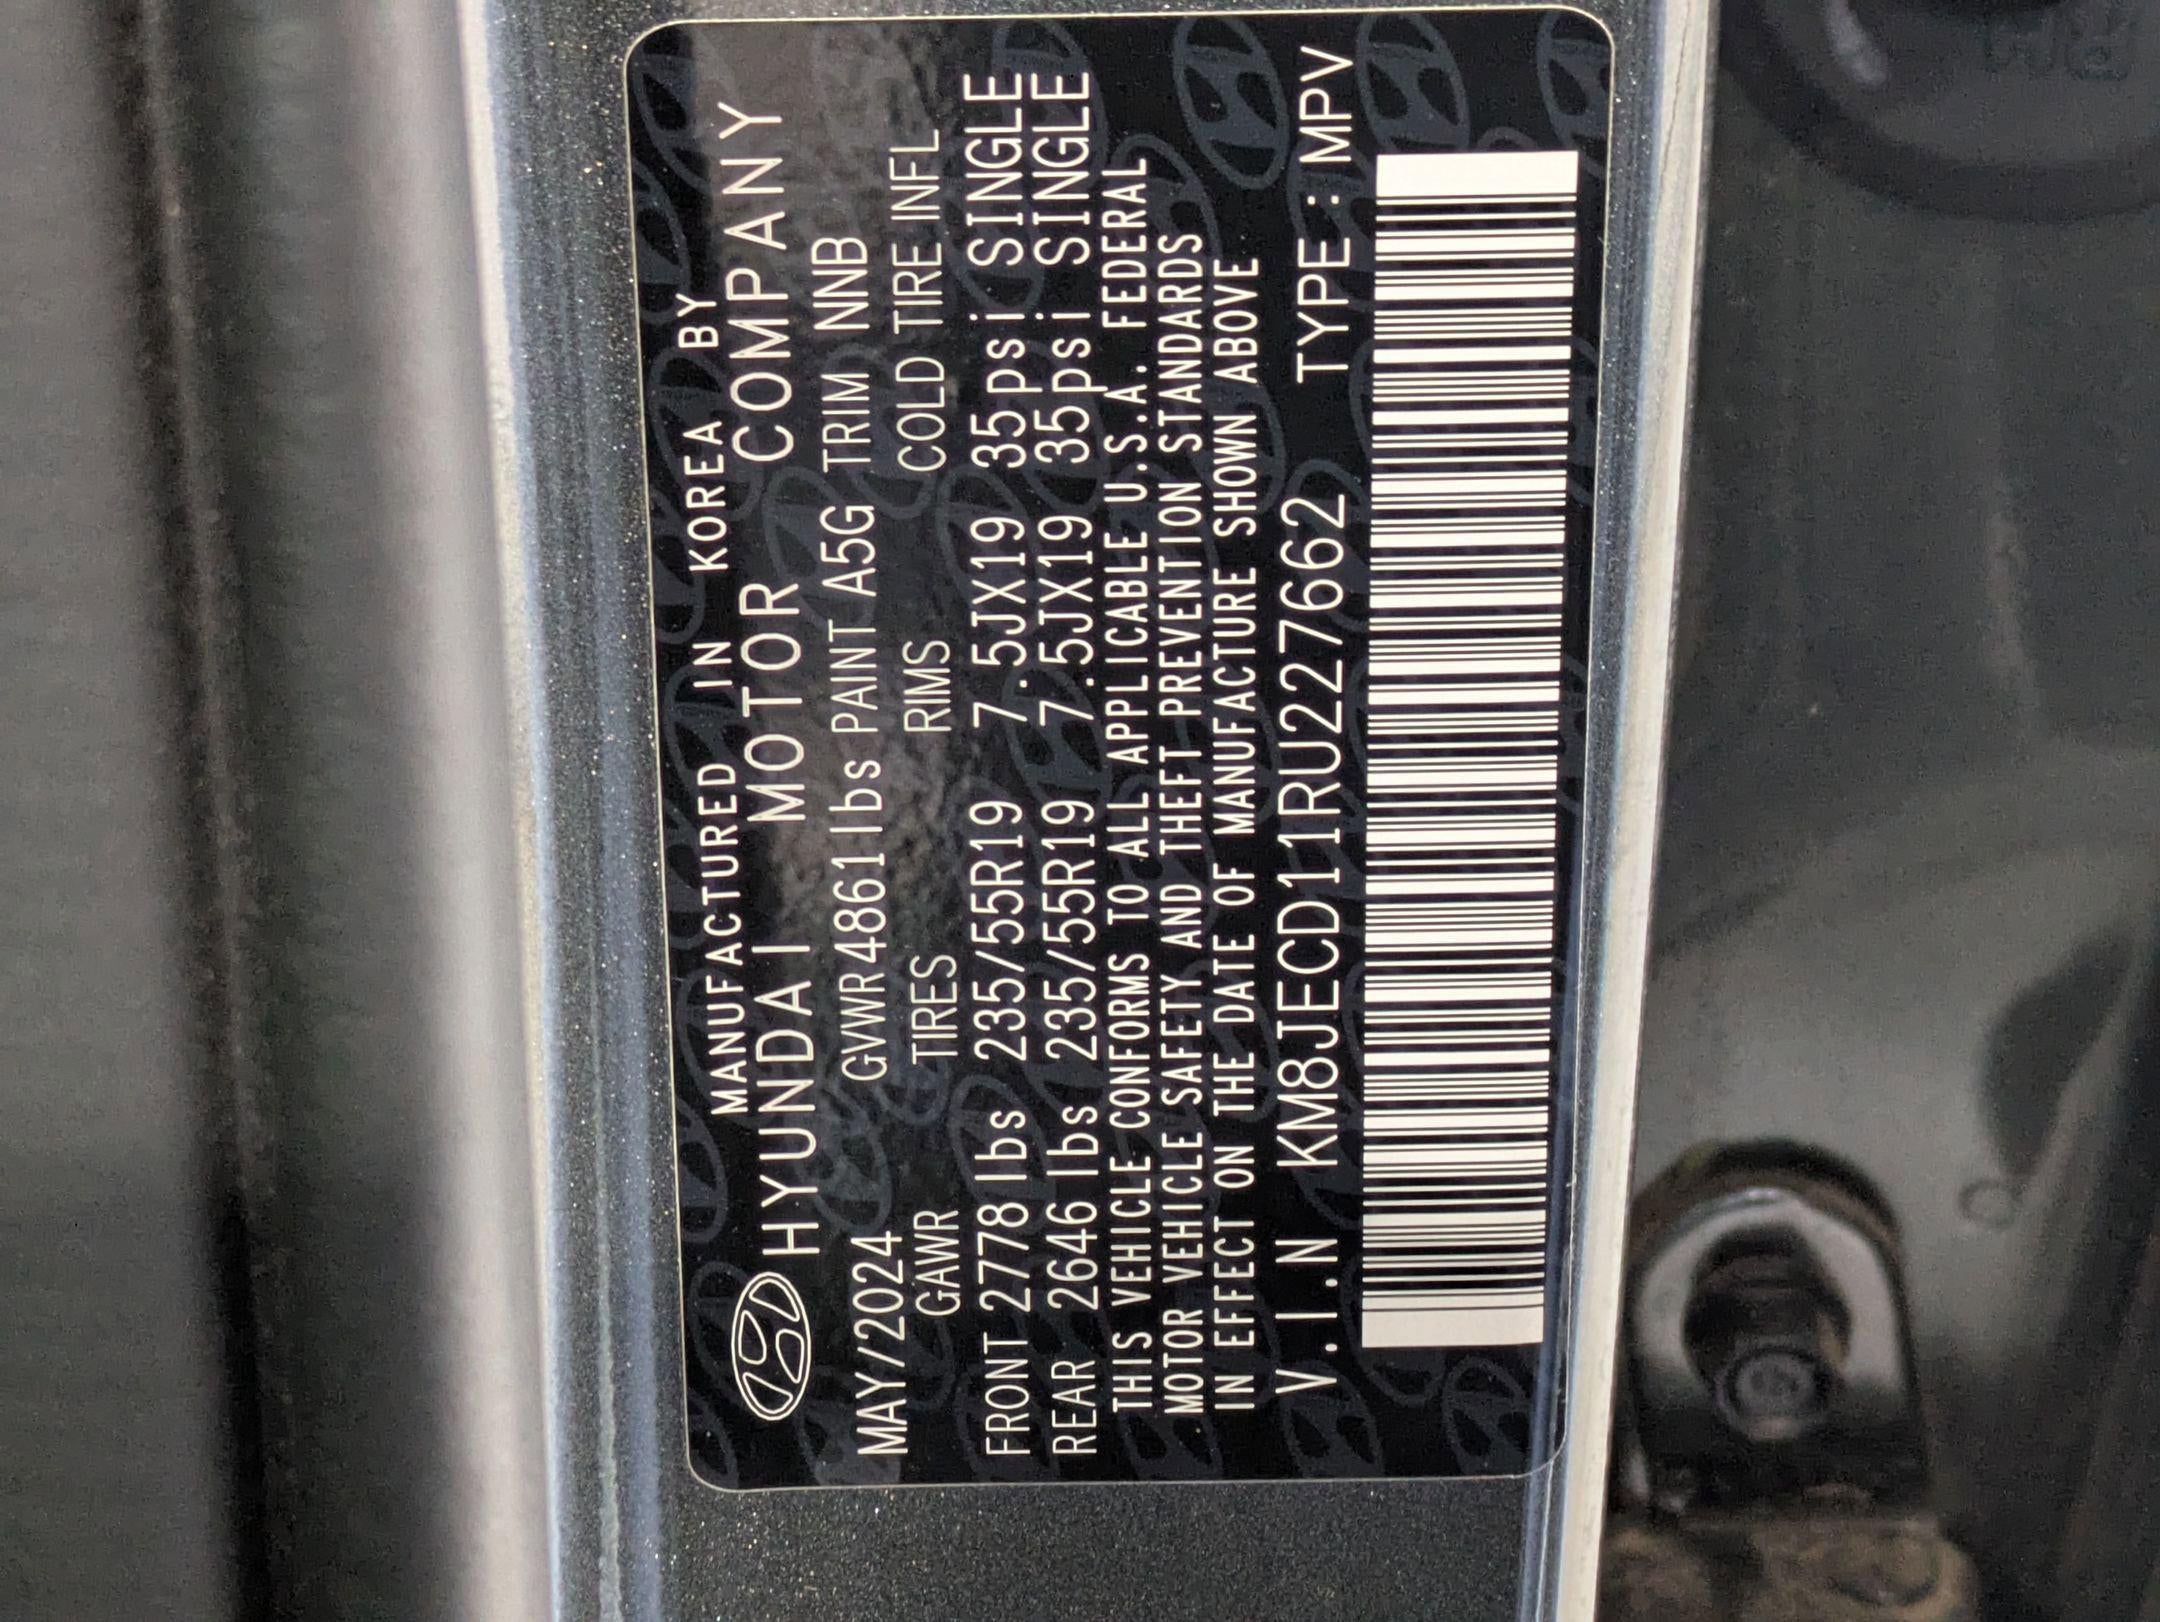 MANUFACTURED IN KOREA BY
HYUNDAI MOTOR COMPANY
MAY/2024 GVWR4861lbs PAINT A5G TRIM NNB
GAWR TIRES RIMS COLD TIRE INFL
FRONT 2778 lbs 235/55R19 7.5JX19 35psi SINGLE
REAR 2646 lbs 235/55R19 7.5JX19 35psi SINGLE
THIS VEHICLE CONFORMS TO ALL APPLICABLE U.S.A. FEDERAL
MOTOR VEHICLE SAFETY AND THEFT PREVENTION STANDARDS
IN EFFECT ON THE DATE OF MANUFACTURE SHOWN ABOVE
V.I.N KM8JECD11RU227662 TYPE : MPV